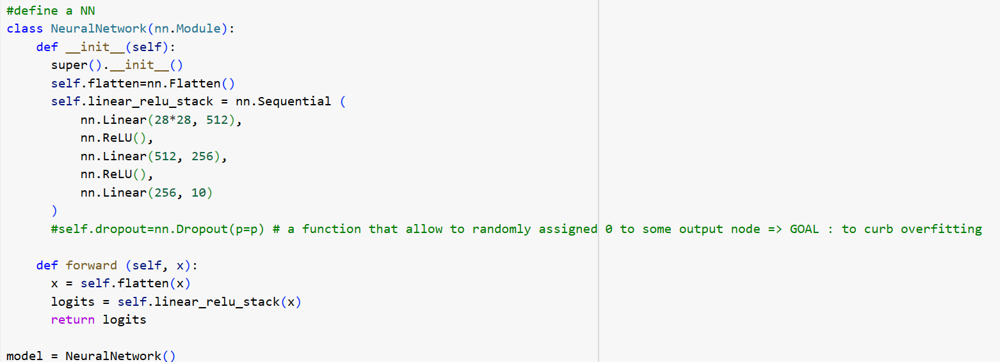 #define a NN
class NeuralNetwork(nn.Module):
    def __init__(self):
      super().__init__()
      self.flatten=nn.Flatten()
      self.linear_relu_stack = nn.Sequential (
          nn.Linear(28*28, 512),
          nn.ReLU(),
          nn.Linear(512, 256),
          nn.ReLU(),
          nn.Linear(256, 10)
      )
      #self.dropout=nn.Dropout(p=p) # a function that allow to randomly assigned 0 to some output node => GOAL : to curb overfitting
    def forward (self, x):
      x = self.flatten(x)
      logits = self.linear_relu_stack(x)
      return logits
model = NeuralNetwork()